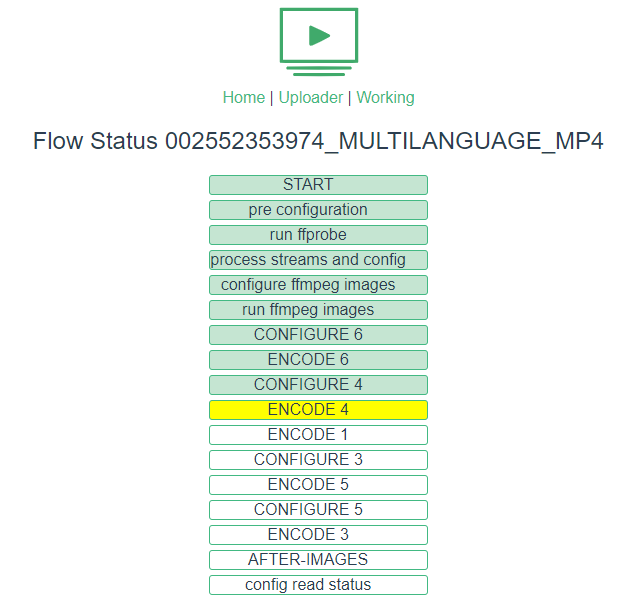 Home | Uploader | Working
Flow Status 002552353974_MULTILANGUAGE_MP4
START
pre configuration
run ffprobe
process streams and config
configure ffmpeg images
run ffmpeg images
CONFIGURE 6
ENCODE 6
CONFIGURE 4
ENCODE 4
ENCODE 1
CONFIGURE 3
ENCODE 5
CONFIGURE 5
ENCODE 3
AFTER-IMAGES
config read status